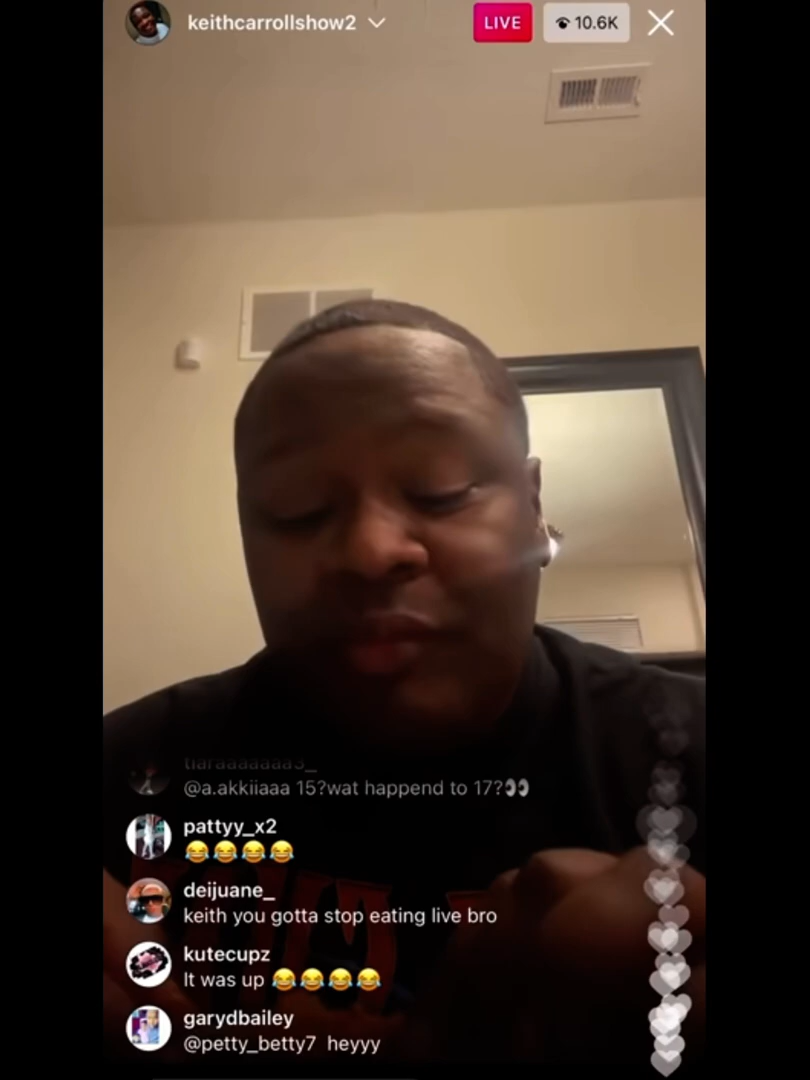 keithcarrollshow2
LIVE
10.6K
tiaraaaaaaa3_
@a.akkiiaaa 15?wat happend to 17?👀
pattyy_x2
😂😂😂😂
deijuane_
keith you gotta stop eating live bro
kutecupz
It was up 😂😂😂😂
garydbailey
@petty_betty7 heyyy